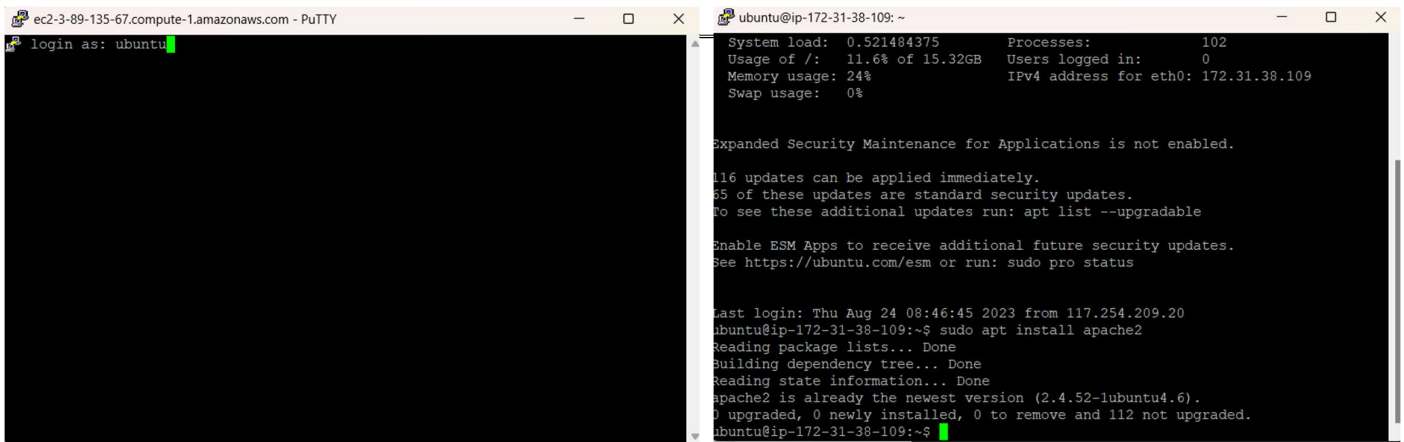 ec2-3-89-135-67.compute-1.amazonaws.com - PuTTY
login as: ubuntu
ubuntu@ip-172-31-38-109: ~
System load: 0.521484375 Processes: 102
Usage of /: 11.6% of 15.32GB Users logged in: 0
Memory usage: 24% IPv4 address for eth0: 172.31.38.109
Swap usage: 0%
Expanded Security Maintenance for Applications is not enabled.
116 updates can be applied immediately.
65 of these updates are standard security updates.
To see these additional updates run: apt list --upgradable
Enable ESM Apps to receive additional future security updates.
See https://ubuntu.com/esm or run: sudo pro status
Last login: Thu Aug 24 08:46:45 2023 from 117.254.209.20
ubuntu@ip-172-31-38-109:~$ sudo apt install apache2
Reading package lists... Done
Building dependency tree... Done
Reading state information... Done
apache2 is already the newest version (2.4.52-1ubuntu4.6).
0 upgraded, 0 newly installed, 0 to remove and 112 not upgraded.
ubuntu@ip-172-31-38-109:~$